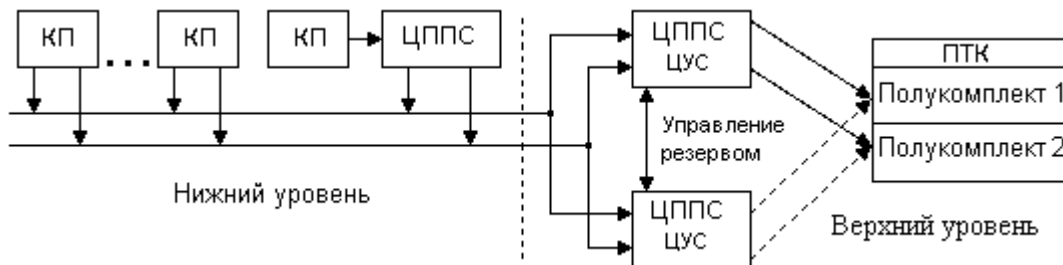 КП
КП
КП
ЦППС
ЦППС
ЦУС
ПТК
Полукомплект 1
Полукомплект 2
Управление
резервом
Нижний уровень
ЦППС
ЦУС
Верхний уровень